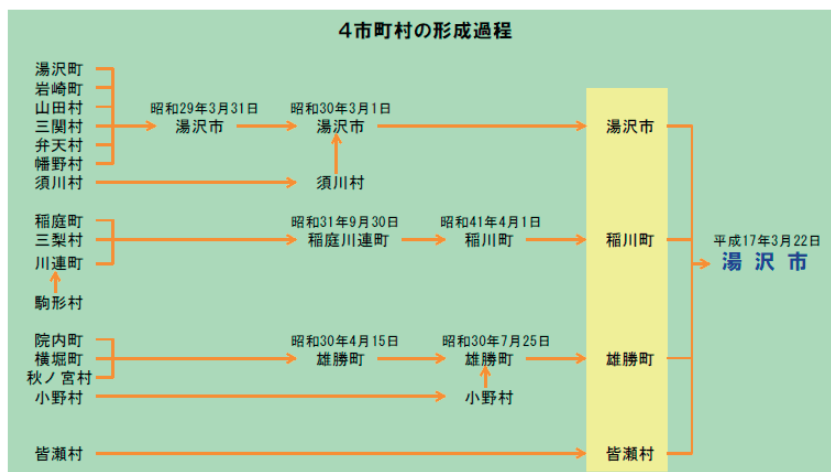 4市町村の形成過程
湯沢町
岩崎町
山田村
三関村
弁天村
幡野村
須川村
昭和29年3月31日
湯沢市
昭和30年3月1日
湯沢市
須川村
湯沢市
稲庭町
三梨村
川連町
駒形村
昭和31年9月30日
稲庭川連町
昭和41年4月1日
稲川町
稲川町
院内町
横堀町
秋ノ宮村
小野村
昭和30年4月15日
雄勝町
昭和30年7月25日
雄勝町
小野村
雄勝町
皆瀬村
皆瀬村
平成17年3月22日
湯沢市